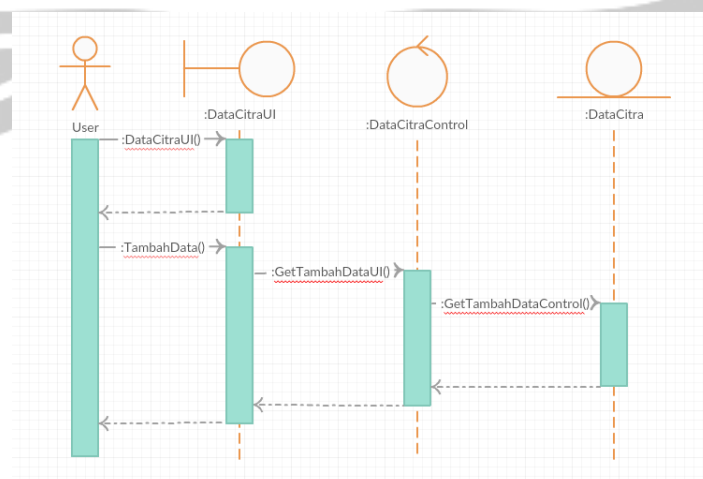 :DataCitraUI
:DataCitraControl
:DataCitra
User
:DataCitraUI()
:TambahData()
:GetTambahDataUI()
:GetTambahDataControl()